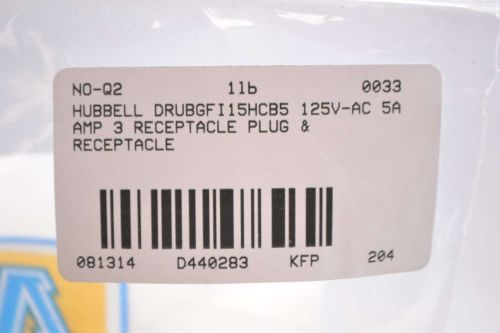 NO-Q2 1lb 0033
HUBBELL DRUBGFI15HCB5 125V-AC 5A
AMP 3 RECEPTACLE PLUG &
RECEPTACLE
081314 D440283 KFP 204